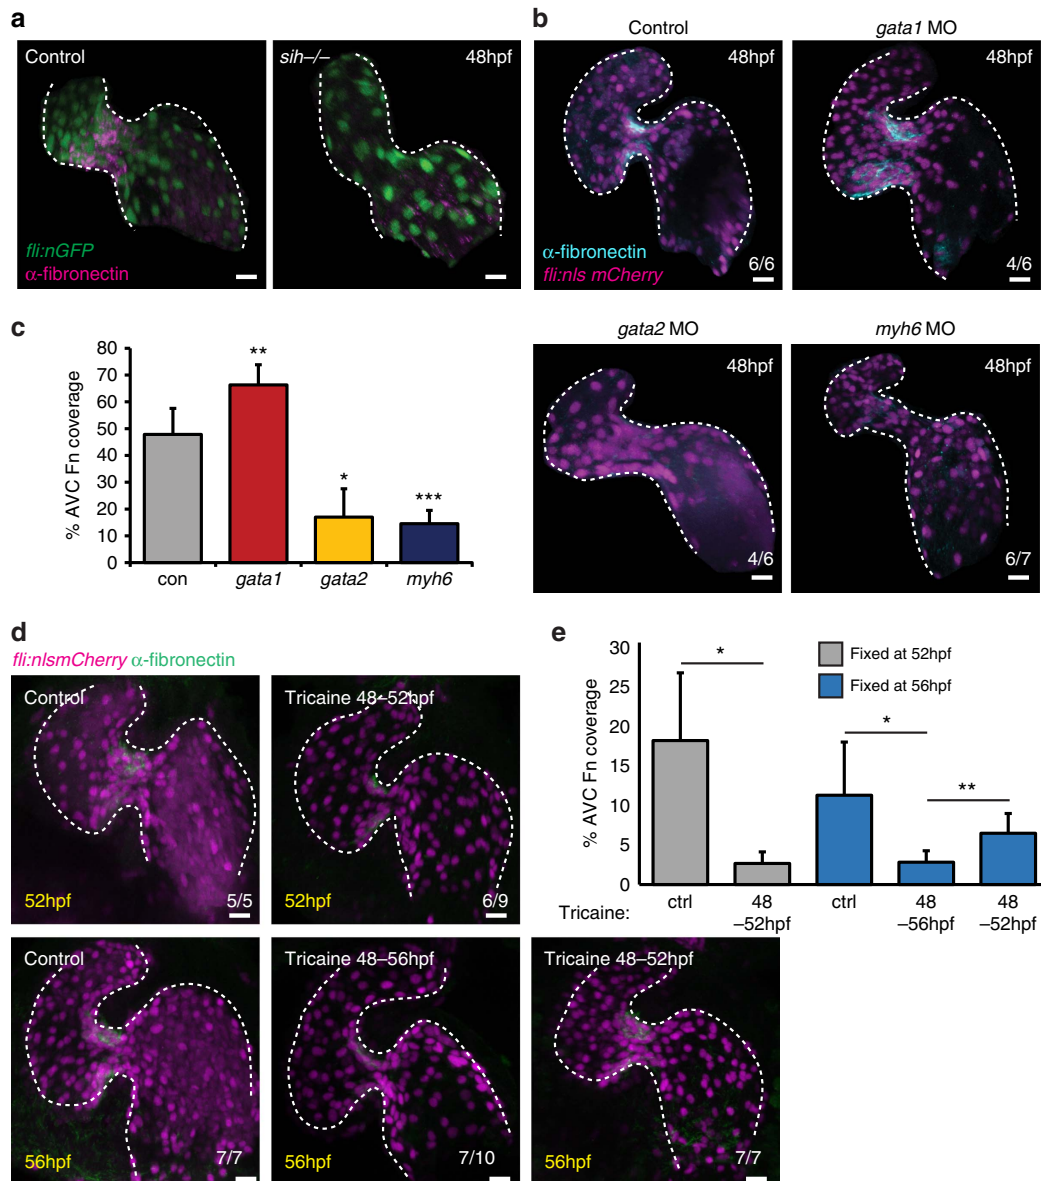 a
Control
fli:nGFP
α-fibronectin
sih–/–
48hpf
b
Control
48hpf
α-fibronectin
fli:nls mCherry
6/6
gata1 MO
48hpf
4/6
gata2 MO
48hpf
4/6
myh6 MO
48hpf
6/7
c
% AVC Fn coverage
80
70
60
50
40
30
20
10
0
**
*
***
con
gata1
gata2
myh6
d
fli:nlsmCherry α-fibronectin
Control
52hpf
5/5
Tricaine 48–52hpf
52hpf
6/9
Control
56hpf
7/7
Tricaine 48–56hpf
56hpf
7/10
Tricaine 48–52hpf
56hpf
7/7
e
% AVC Fn coverage
30
25
20
15
10
5
0
*
*
**
Fixed at 52hpf
Fixed at 56hpf
Tricaine:
ctrl
48
–52hpf
ctrl
48
–56hpf
48
–52hpf